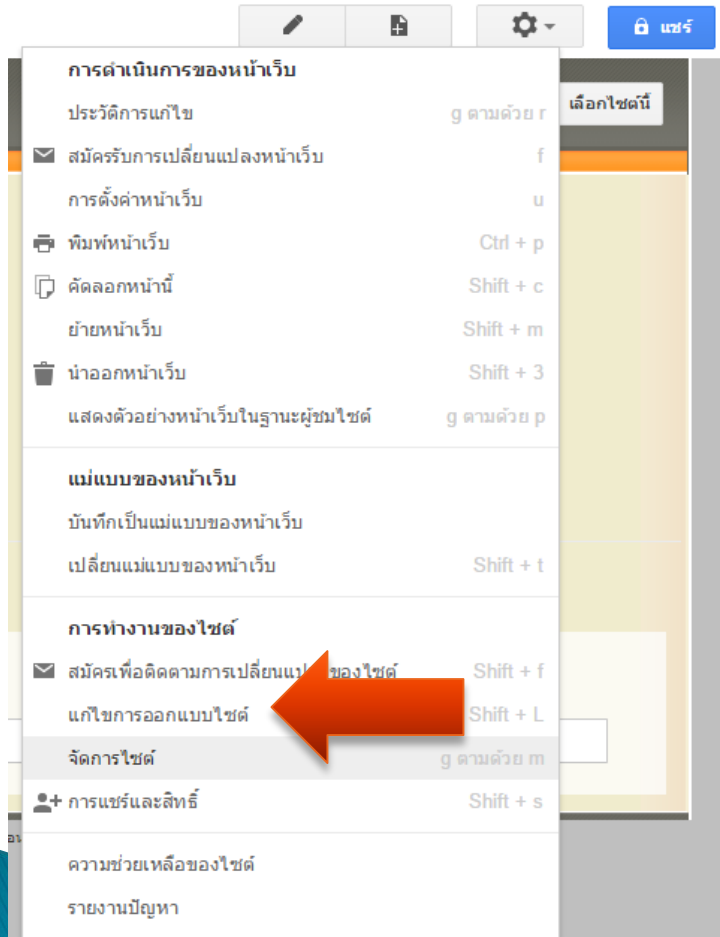 แชร์
การดำเนินการของหน้าเว็บ
เลือกไซต์นี้
ประวัติการแก้ไข g ตามด้วย r
สมัครรับการเปลี่ยนแปลงหน้าเว็บ f
การตั้งค่าหน้าเว็บ u
พิมพ์หน้าเว็บ Ctrl + p
คัดลอกหน้านี้ Shift + c
ย้ายหน้าเว็บ Shift + m
นำออกหน้าเว็บ Shift + 3
แสดงตัวอย่างหน้าเว็บในฐานะผู้ชมไซต์ g ตามด้วย p
แม่แบบของหน้าเว็บ
บันทึกเป็นแม่แบบของหน้าเว็บ
เปลี่ยนแม่แบบของหน้าเว็บ Shift + t
การทำงานของไซต์
สมัครเพื่อติดตามการเปลี่ยนแป ของไซต์ Shift + f
แก้ไขการออกแบบไซต์ Shift + L
จัดการไซต์ g ตามด้วย m
การแชร์และสิทธิ์ Shift + s
ความช่วยเหลือของไซต์
รายงานปัญหา